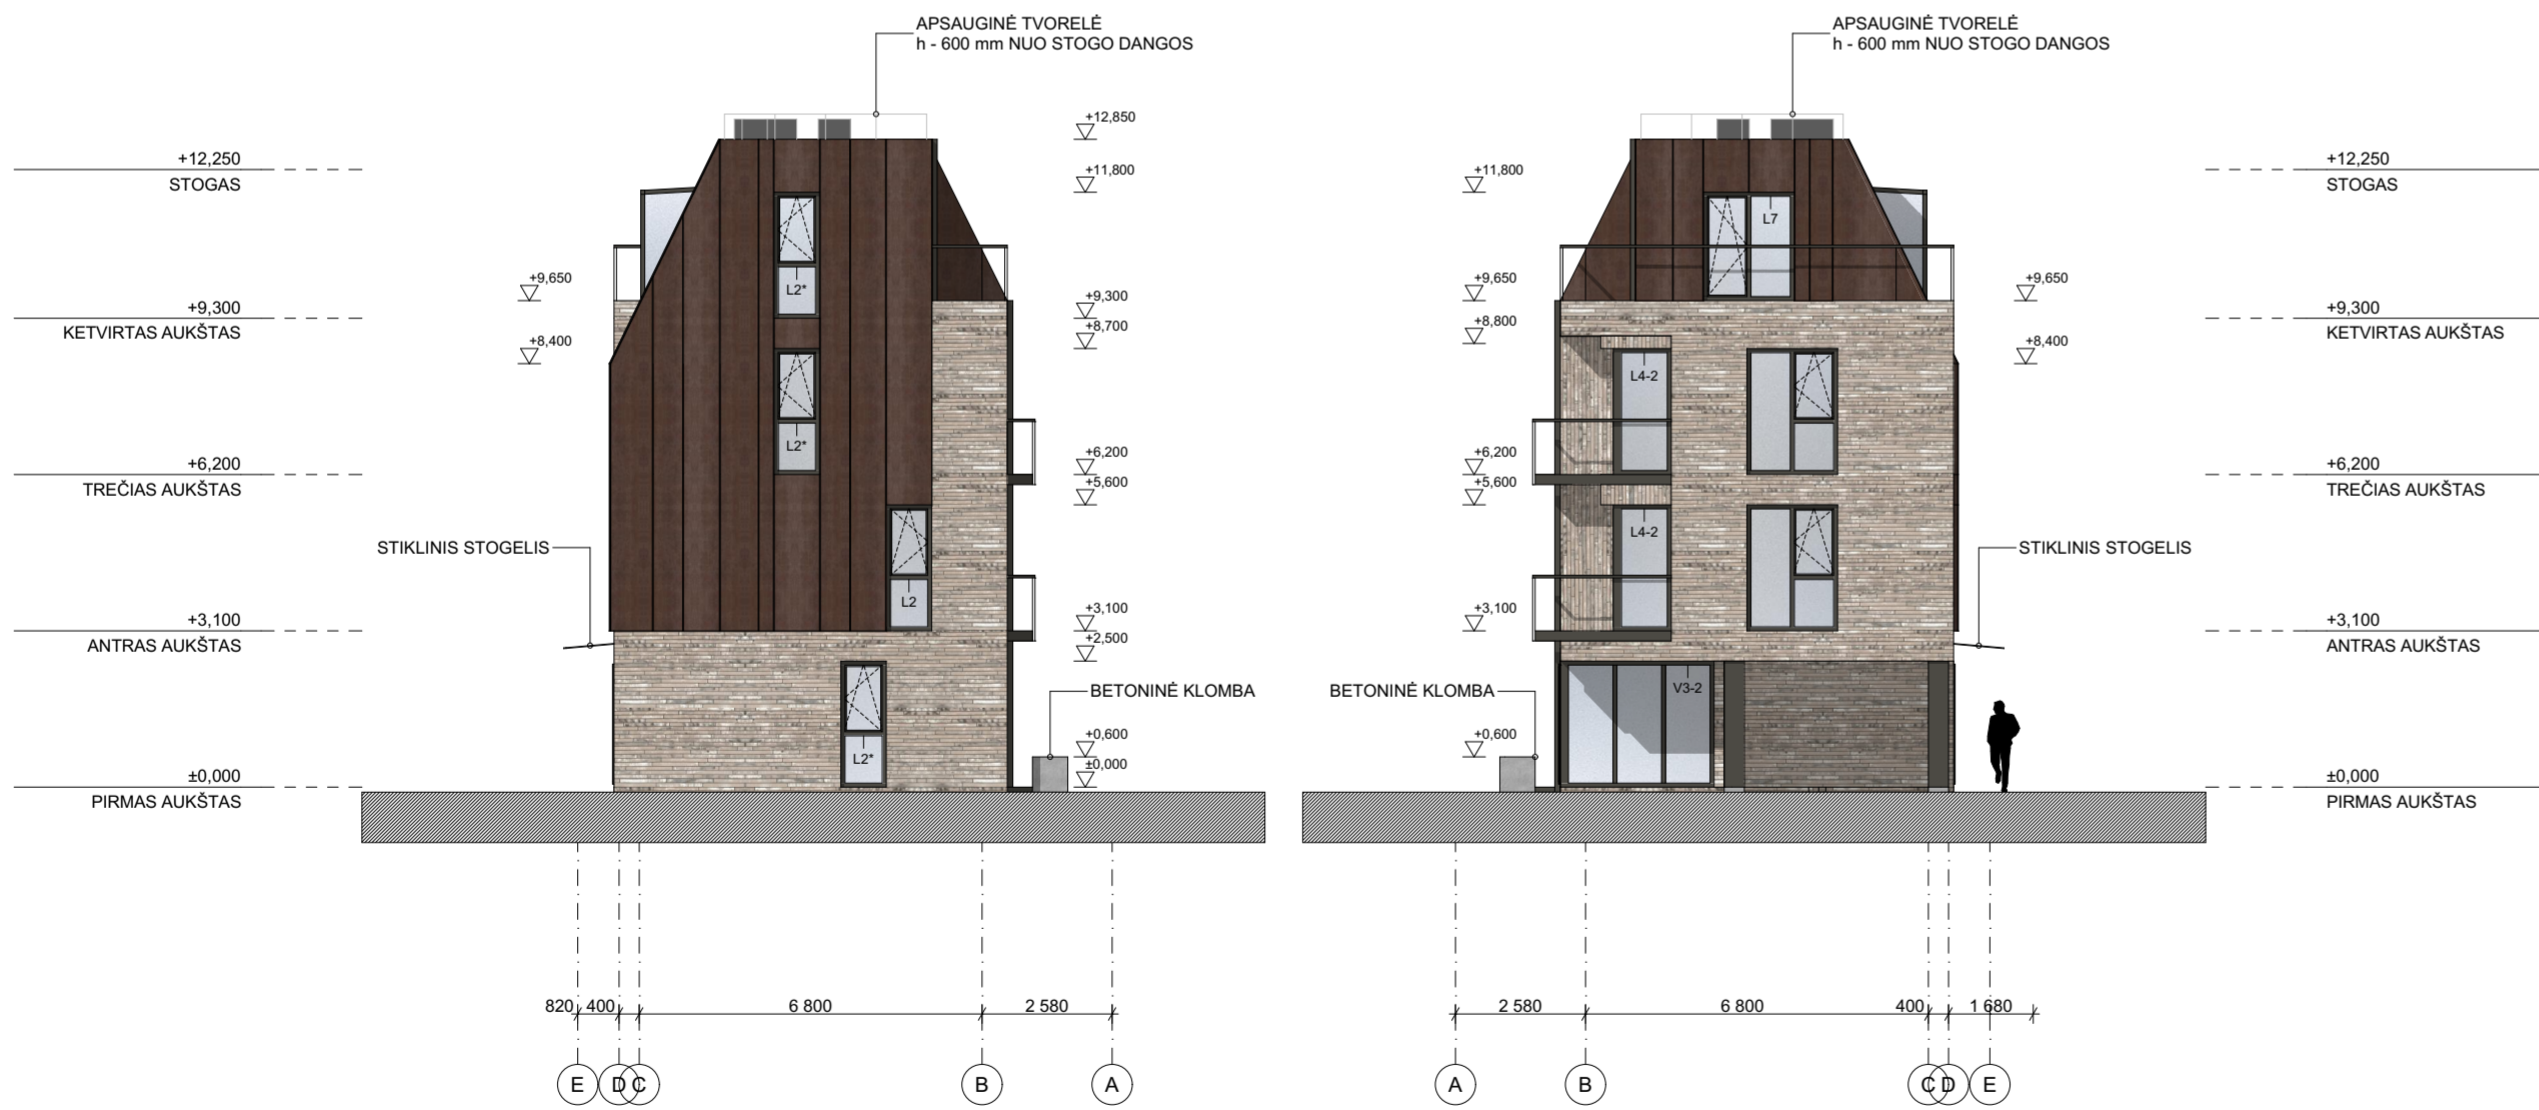 APSAUGINĖ TVORELĖ
h - 600 mm NUO STOGO DANGOS
+12,850
+12,250
STOGAS
+11,800
L2*
+9,650
+9,300
KETVIRTAS AUKŠTAS
+9,300
+8,700
+8,400
L2*
+6,200
TREČIAS AUKŠTAS
+6,200
+5,600
STIKLINIS STOGELIS
L2
+3,100
ANTRAS AUKŠTAS
+3,100
+2,500
BETONINĖ KLOMBA
L2*
+0,600
±0,000
±0,000
PIRMAS AUKŠTAS
820
400
6 800
2 580
E
D
C
B
A
APSAUGINĖ TVORELĖ
h - 600 mm NUO STOGO DANGOS
+12,250
STOGAS
+11,800
L7
+9,650
+9,650
+9,300
KETVIRTAS AUKŠTAS
+8,800
+8,400
L4-2
+6,200
+6,200
TREČIAS AUKŠTAS
+5,600
L4-2
STIKLINIS STOGELIS
+3,100
+3,100
ANTRAS AUKŠTAS
BETONINĖ KLOMBA
V3-2
+0,600
±0,000
PIRMAS AUKŠTAS
2 580
6 800
400
1 680
A
B
C
D
E